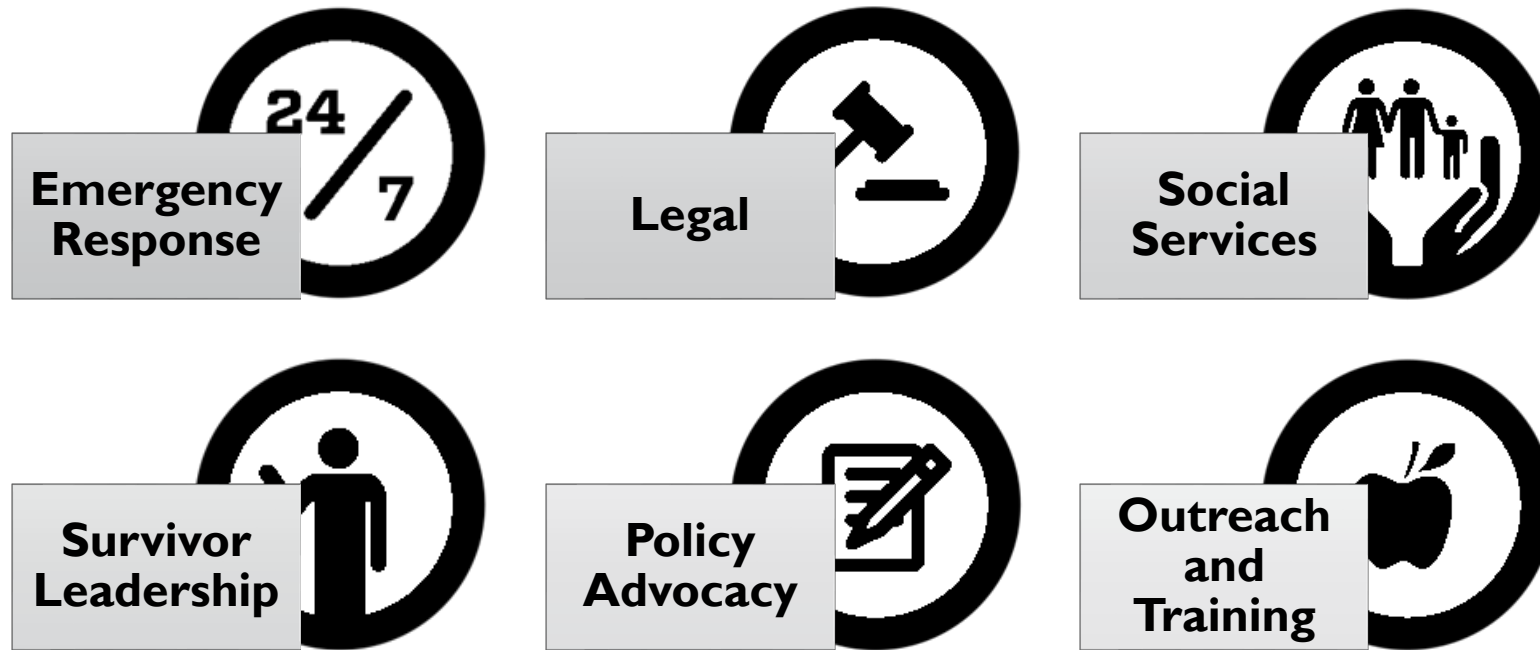 24
7
Emergency
Response
Legal
Social
Services
Survivor
Leadership
Policy
Advocacy
Outreach
and
Training